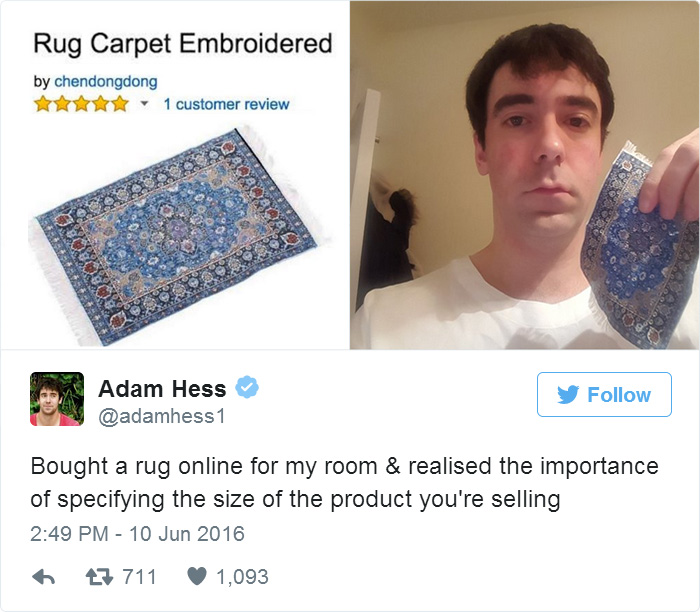 Rug Carpet Embroidered
by chendongdong
1 customer review
Adam Hess
@adamhess1
Follow
Bought a rug online for my room & realised the importance
of specifying the size of the product you're selling
2:49 PM - 10 Jun 2016
711 1,093